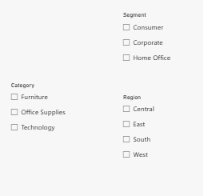 Segment
Consumer
Corporate
Home Office
Category
Furniture
Office Supplies
Technology
Region
Central
East
South
West